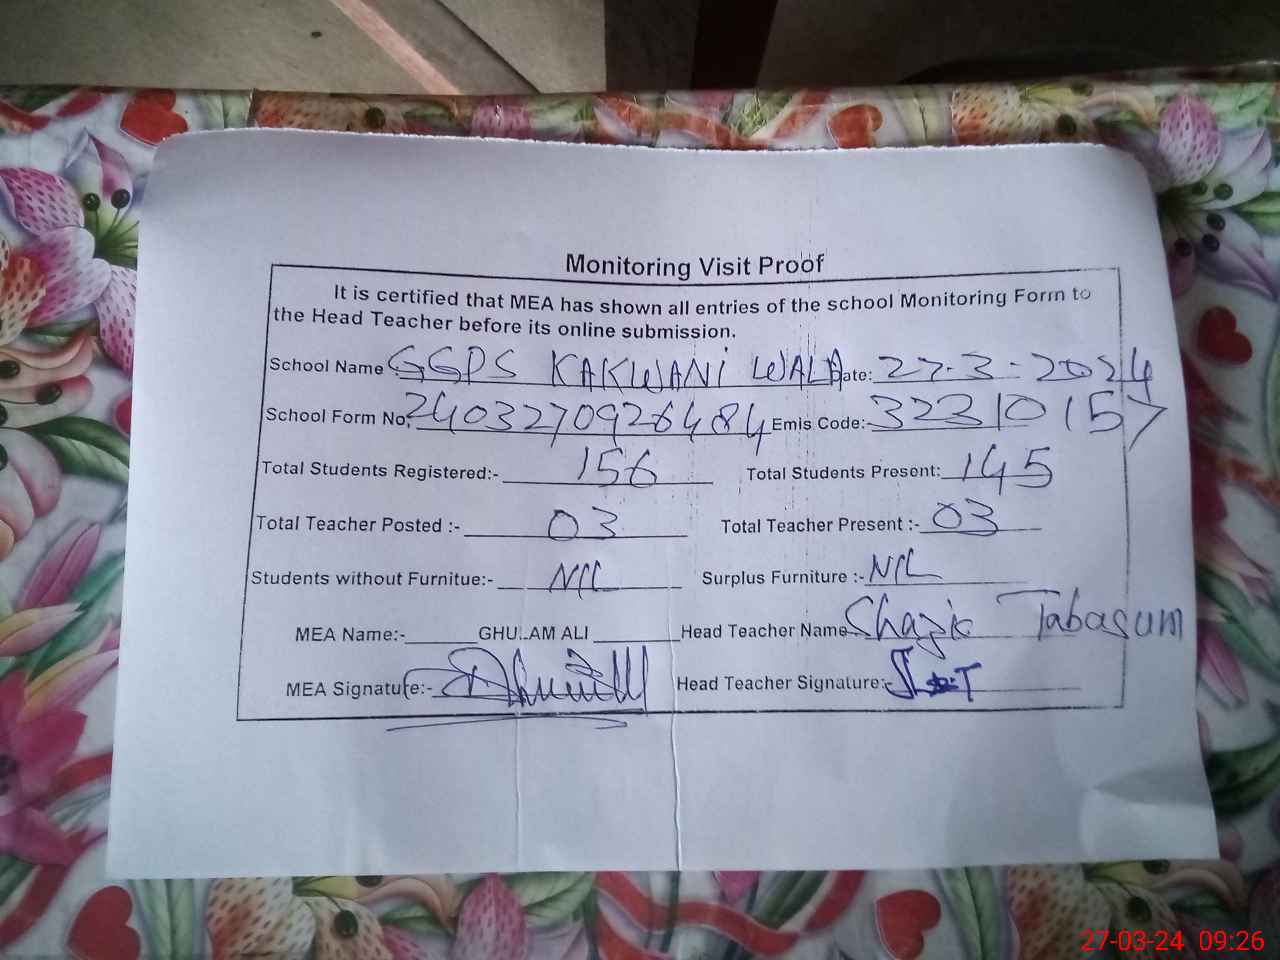 Monitoring Visit Proof
It is certified that MEA has shown all entries of the school Monitoring Form to
the Head Teacher before its online submission.
School Name GGPS KAKWANI WALA Date: 27-3-2024
School Form No: 2403270926484 Emis Code:- 32310157
Total Students Registered:- 156 Total Students Present: 145
Total Teacher Posted :- 03 Total Teacher Present :- 03
Students without Furnitue:- NIL Surplus Furniture :- NIL
MEA Name:- GHULAM ALI Head Teacher Name Shazia Tabasum
MEA Signature:- Head Teacher Signature:-
27-03-24 09:26